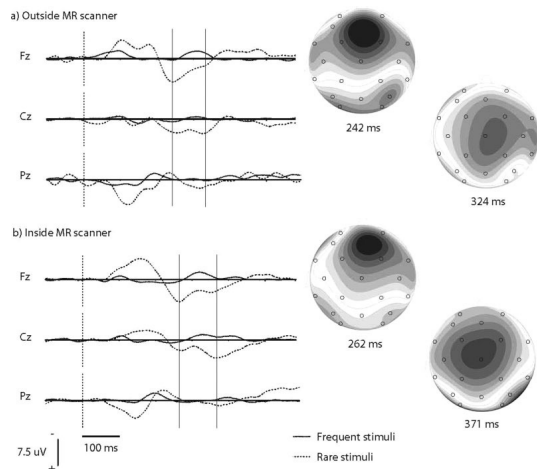 a) Outside MR scanner
Fz
Cz
Pz
242 ms
324 ms
b) Inside MR scanner
Fz
Cz
Pz
262 ms
371 ms
-
7.5 uV
+
100 ms
Frequent stimuli
Rare stimuli